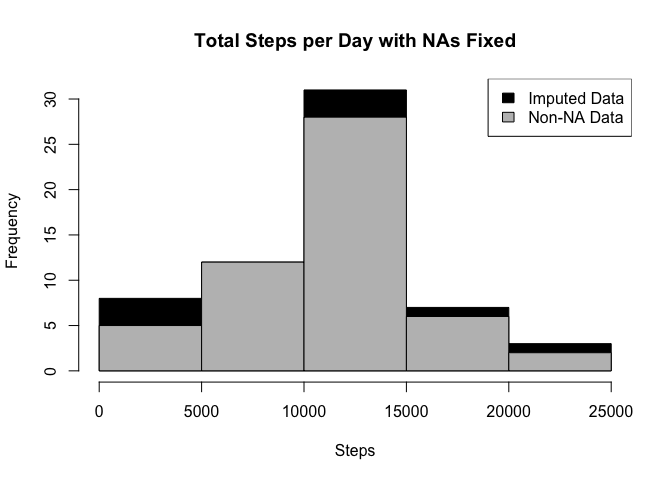 Total Steps per Day with NAs Fixed
Imputed Data
Non-NA Data
Frequency
30
25
20
15
10
5
0
0 5000 10000 15000 20000 25000
Steps